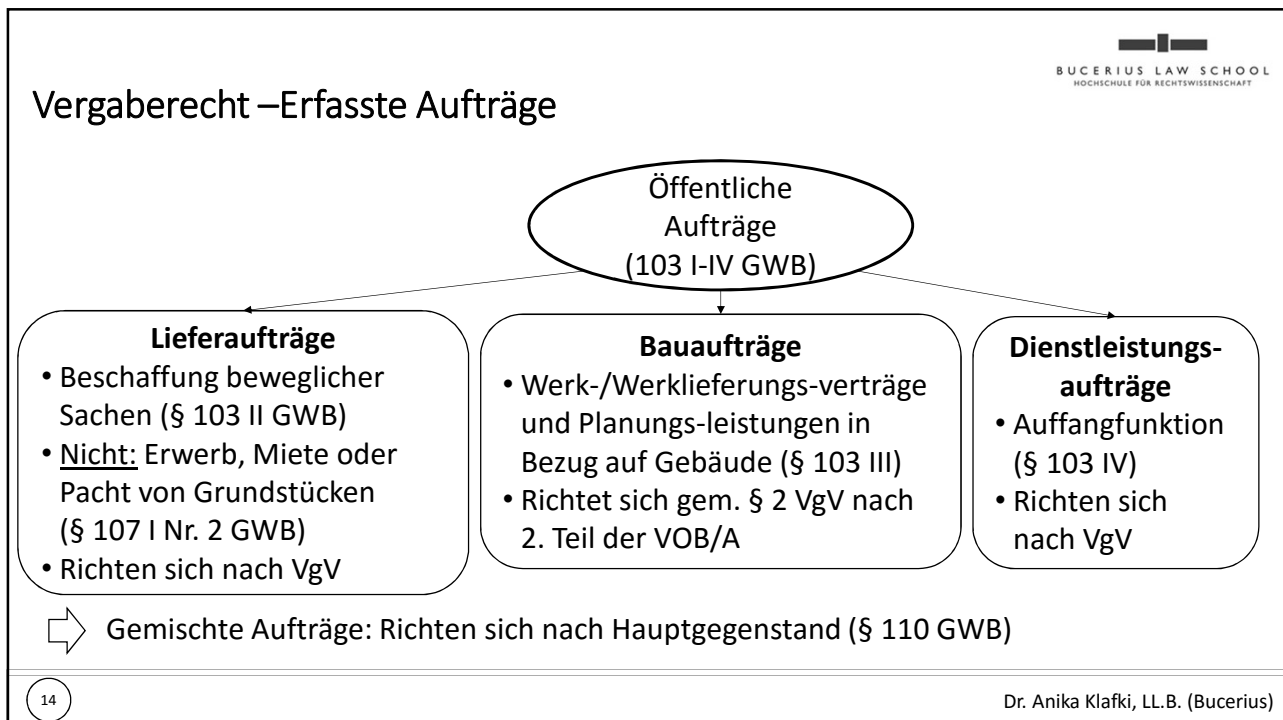 BUCERIUS LAW SCHOOL
HOCHSCHULE FÜR RECHTSWISSENSCHAFT
Vergaberecht –Erfasste Aufträge
Öffentliche
Aufträge
(103 I-IV GWB)
Lieferaufträge
• Beschaffung beweglicher
Sachen (§ 103 II GWB)
• Nicht: Erwerb, Miete oder
Pacht von Grundstücken
(§ 107 I Nr. 2 GWB)
• Richten sich nach VgV
Bauaufträge
• Werk-/Werklieferungs-verträge
und Planungs-leistungen in
Bezug auf Gebäude (§ 103 III)
• Richtet sich gem. § 2 VgV nach
2. Teil der VOB/A
Dienstleistungs-
aufträge
• Auffangfunktion
(§ 103 IV)
• Richten sich
nach VgV
Gemischte Aufträge: Richten sich nach Hauptgegenstand (§ 110 GWB)
14
Dr. Anika Klafki, LL.B. (Bucerius)